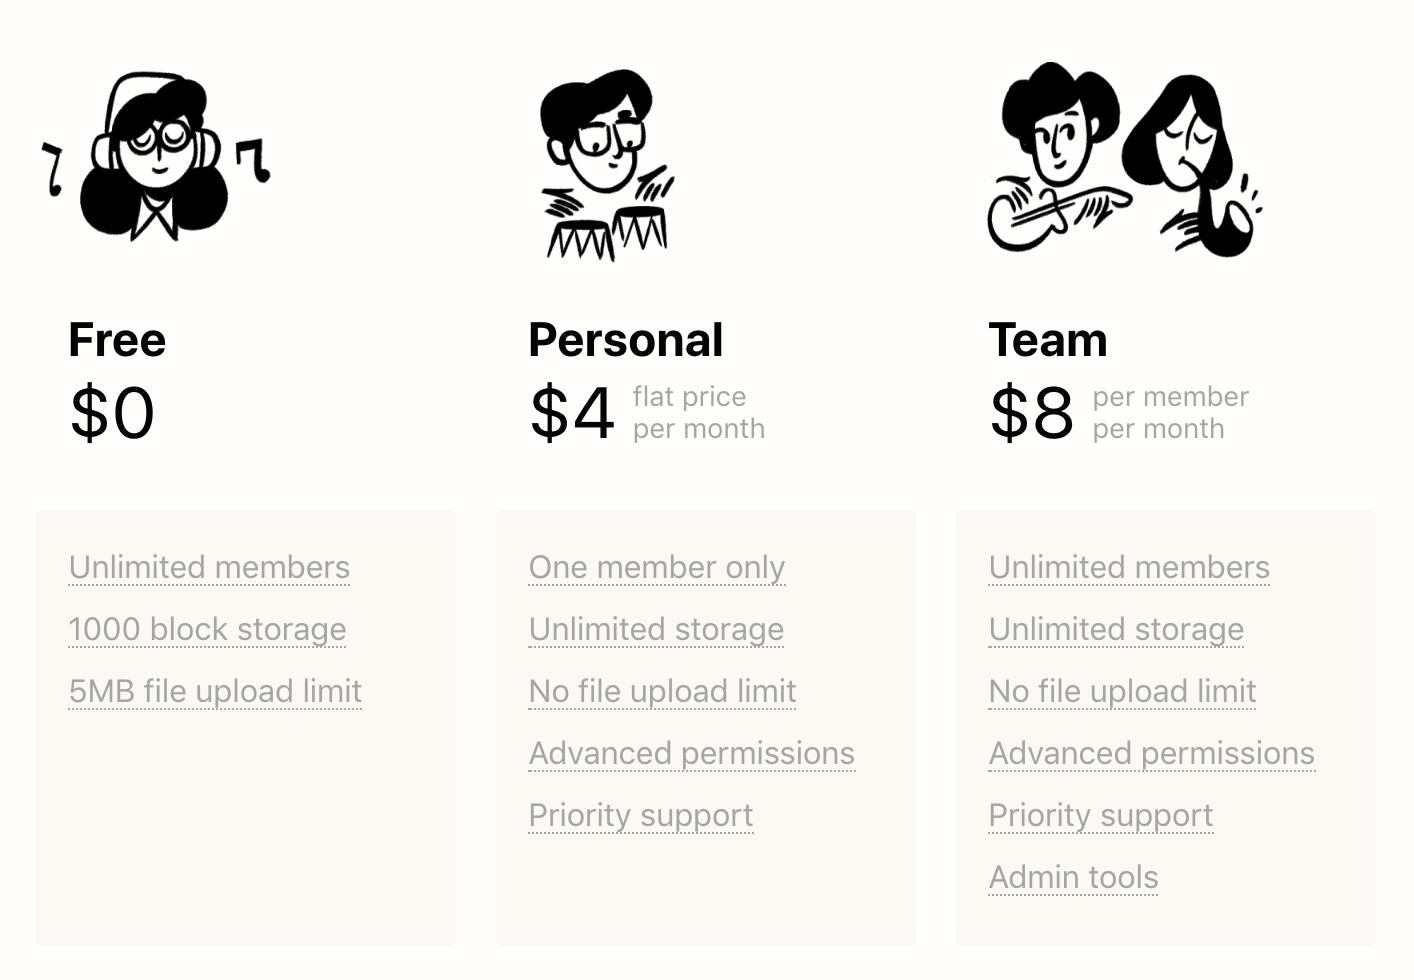 Free
$0
Personal
$4
flat price
per month
Team
$8
per member
per month
Unlimited members
1000 block storage
5MB file upload limit
One member only
Unlimited storage
No file upload limit
Advanced permissions
Priority support
Unlimited members
Unlimited storage
No file upload limit
Advanced permissions
Priority support
Admin tools